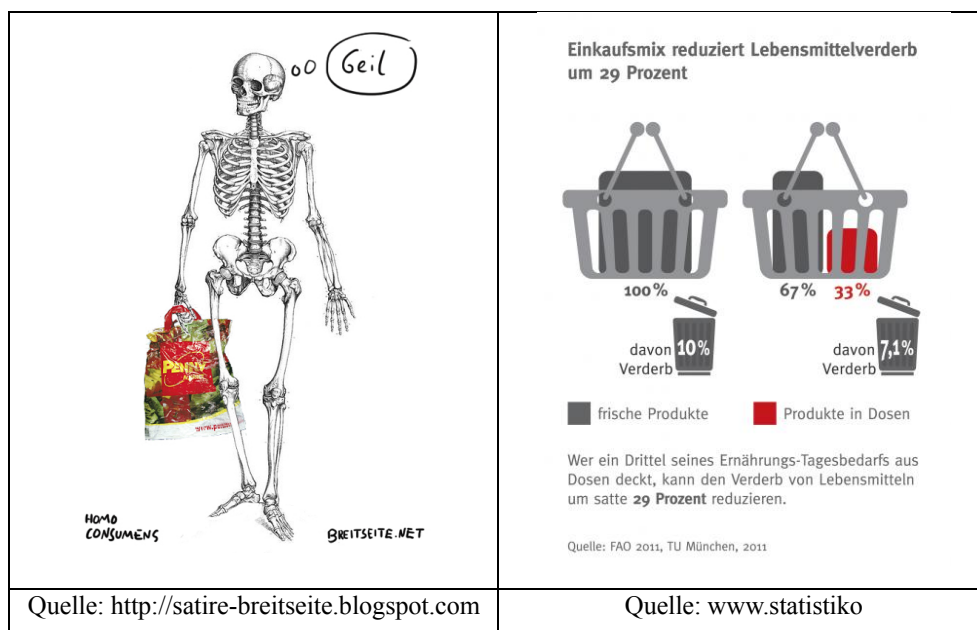 Geil
PENNY
HOMO
CONSUMENS
BREITSEITE.NET
Quelle: http://satire-breitseite.blogspot.com
Einkaufsmix reduziert Lebensmittelverderb
um 29 Prozent
100% 67% 33%
davon 10%
Verderb
davon 7,1%
Verderb
frische Produkte Produkte in Dosen
Wer ein Drittel seines Ernährungs-Tagesbedarfs aus
Dosen deckt, kann den Verderb von Lebensmitteln
um satte 29 Prozent reduzieren.
Quelle: FAO 2011, TU München, 2011
Quelle: www.statistiko